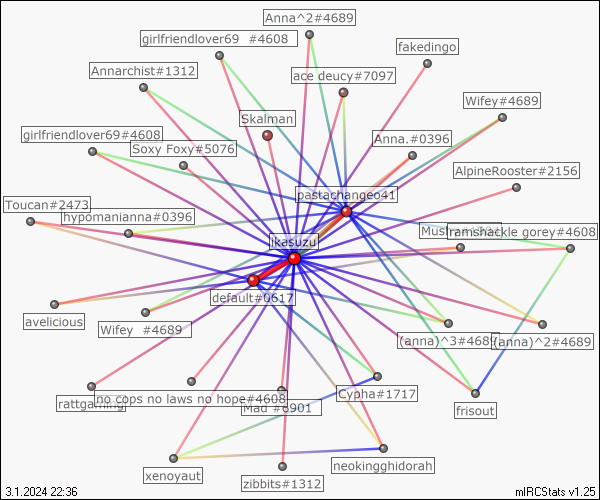 Anna^2#4689
girlfriendlover69 #4608
fakedingo
Annarchist#1312
ace deucy#7097
Wifey#4689
Skalman
girlfriendlover69#4608
Soxy Foxy#5076
Anna.#0396
AlpineRooster#2156
pastachangeo41
Toucan#2473
hypomanianna#0396
Transhackle gorey#4608
ikasuzu
default#0617
avelicious
Wifey #4689
(anna)^3#4689
(anna)^2#4689
rattgaming
no cops no laws no hope#4608
Mad #6901
Cypha#1717
frisout
xenoyaut
zibbits#1312
neokingghidorah
3.1.2024 22:36
mIRCStats v1.25